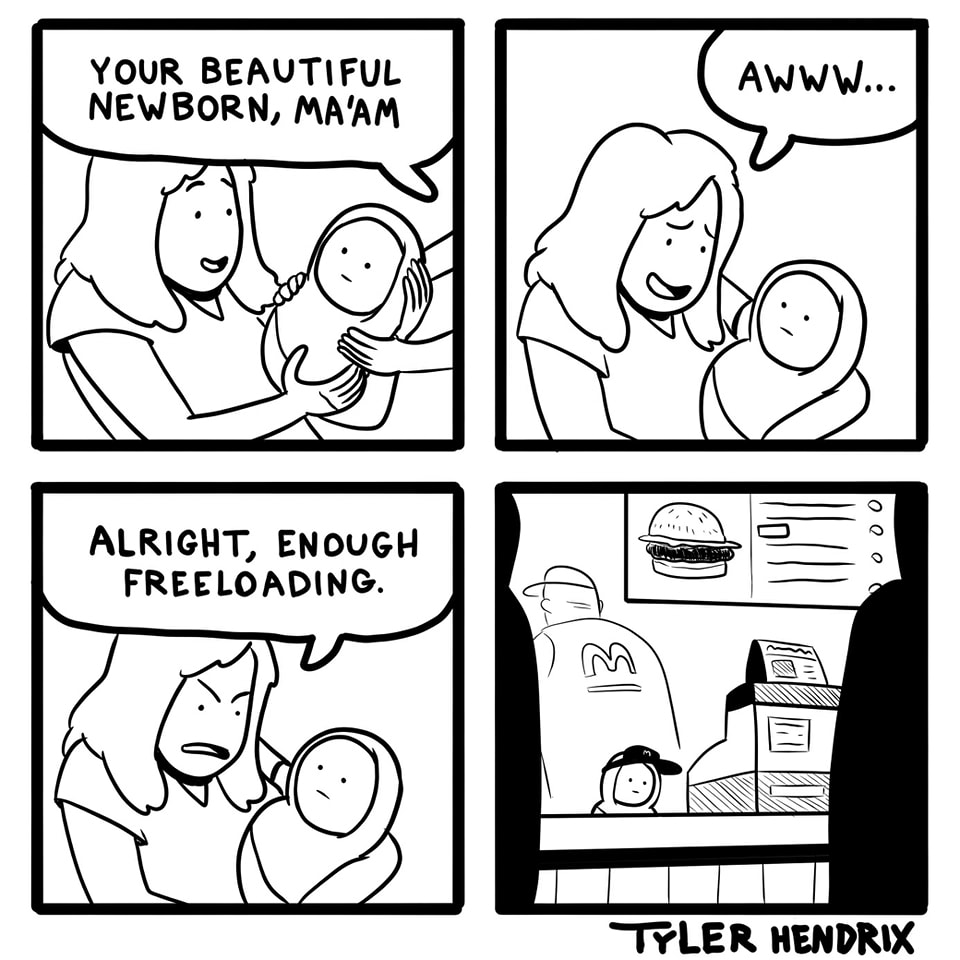 YOUR BEAUTIFUL
NEWBORN, MA'AM
AWWW...
ALRIGHT, ENOUGH
FREELOADING.
M
M
TYLER HENDRIX